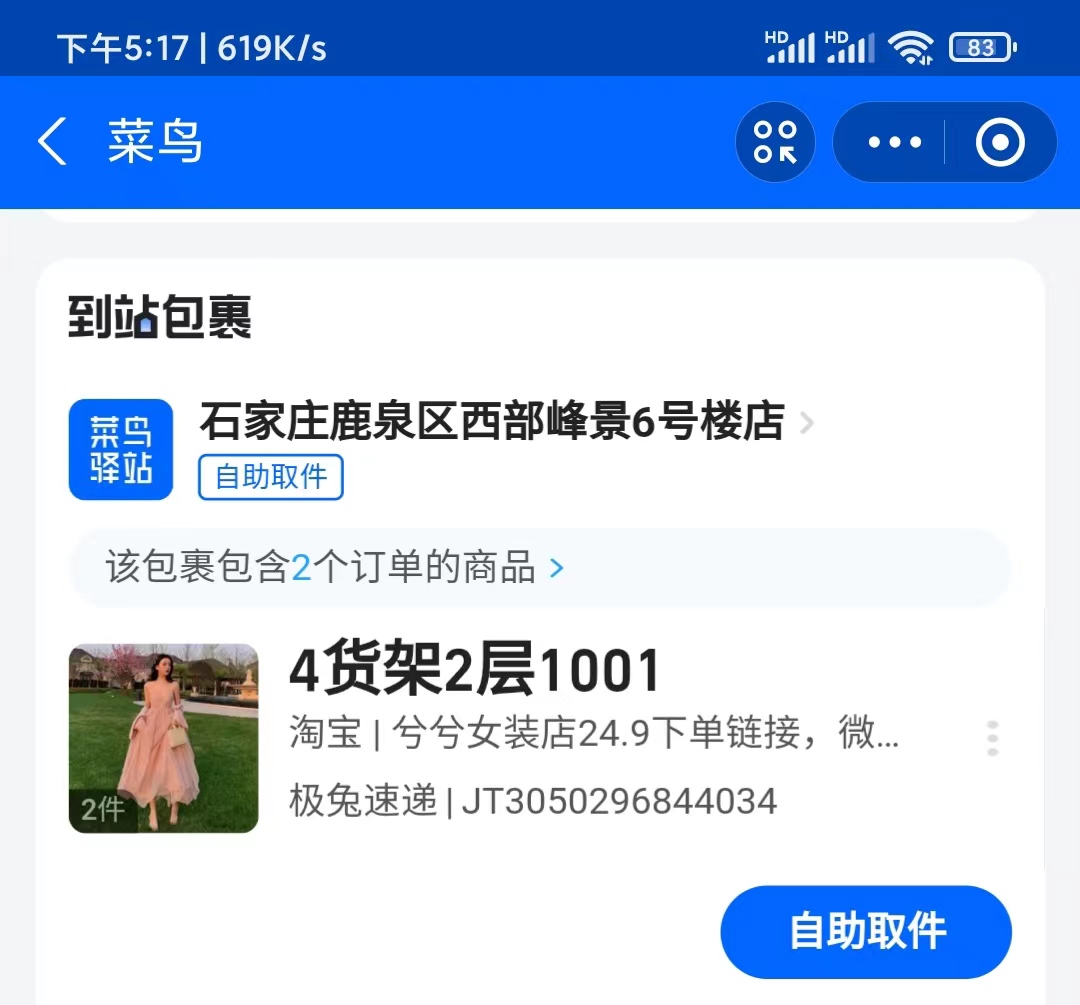 下午5:17 | 619K/s
HD HD 83
菜鸟
到站包裹
菜鸟
驿站
石家庄鹿泉区西部峰景6号楼店
自助取件
该包裹包含2个订单的商品
4货架2层1001
淘宝 | 兮兮女装店24.9下单链接，微...
2件
极兔速递 | JT3050296844034
自助取件